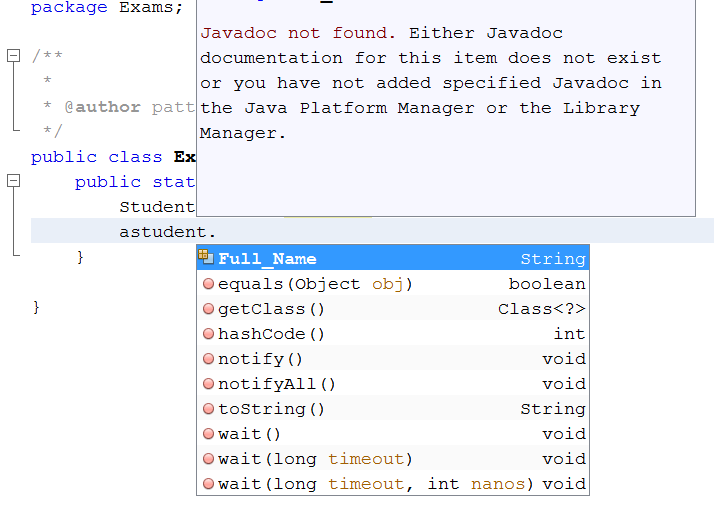 package Exams;
Javadoc not found. Either Javadoc
documentation for this item does not exist
or you have not added specified Javadoc in
the Java Platform Manager or the Library
Manager.
/**
*
* @author patt
*/
public class Ex
public stat
Student
astudent.
}
}
Full_Name String
equals(Object obj) boolean
getClass() Class<?>
hashCode() int
notify() void
notifyAll() void
toString() String
wait() void
wait(long timeout) void
wait(long timeout, int nanos) void